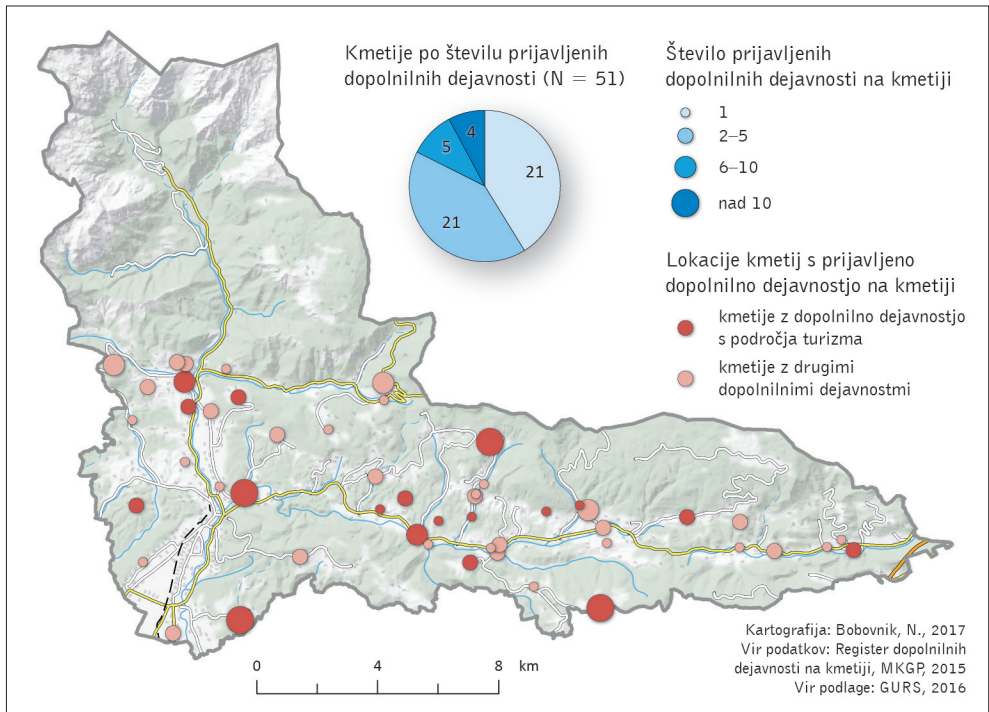 Kmetije po številu prijavljenih
dopolnilnih dejavnosti (N = 51)
4
5
21
21
Število prijavljenih
dopolnilnih dejavnosti na kmetiji
1
2–5
6–10
nad 10
Lokacije kmetij s prijavljeno
dopolnilno dejavnostjo na kmetiji
kmetije z dopolnilno dejavnostjo
s področja turizma
kmetije z drugimi
dopolnilnimi dejavnostmi
0 4 8 km
Kartografija: Bobovnik, N., 2017
Vir podatkov: Register dopolnilnih
dejavnosti na kmetiji, MKGP, 2015
Vir podlage: GURS, 2016